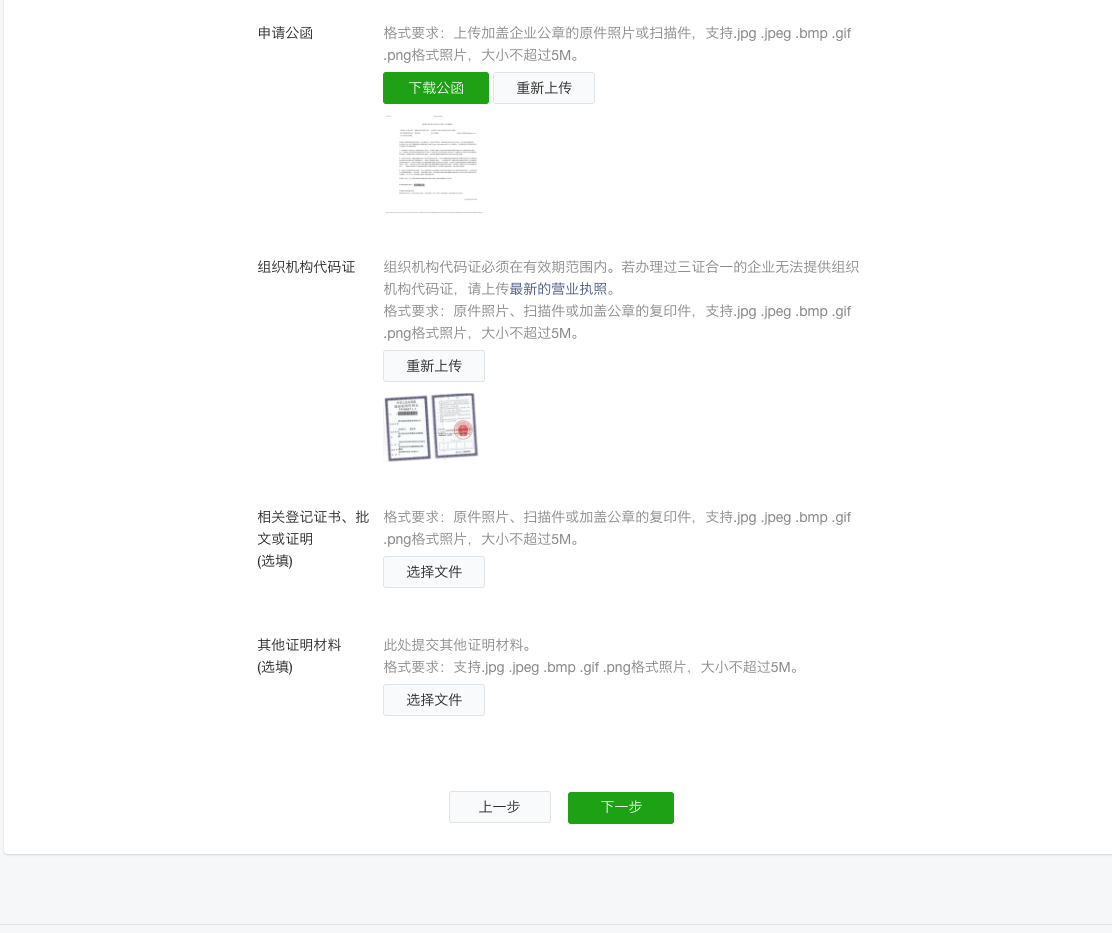 申请公函
格式要求：上传加盖企业公章的原件照片或扫描件，支持.jpg .jpeg .bmp .gif
.png格式照片，大小不超过5M。
下载公函
重新上传
组织机构代码证
组织机构代码证必须在有效期范围内。若办理过三证合一的企业无法提供组织
机构代码证，请上传最新的营业执照。
格式要求：原件照片、扫描件或加盖公章的复印件，支持.jpg .jpeg .bmp .gif
.png格式照片，大小不超过5M。
重新上传
相关登记证书、批
文或证明
(选填)
格式要求：原件照片、扫描件或加盖公章的复印件，支持.jpg .jpeg .bmp .gif
.png格式照片，大小不超过5M。
选择文件
其他证明材料
(选填)
此处提交其他证明材料。
格式要求：支持.jpg .jpeg .bmp .gif .png格式照片，大小不超过5M。
选择文件
上一步
下一步